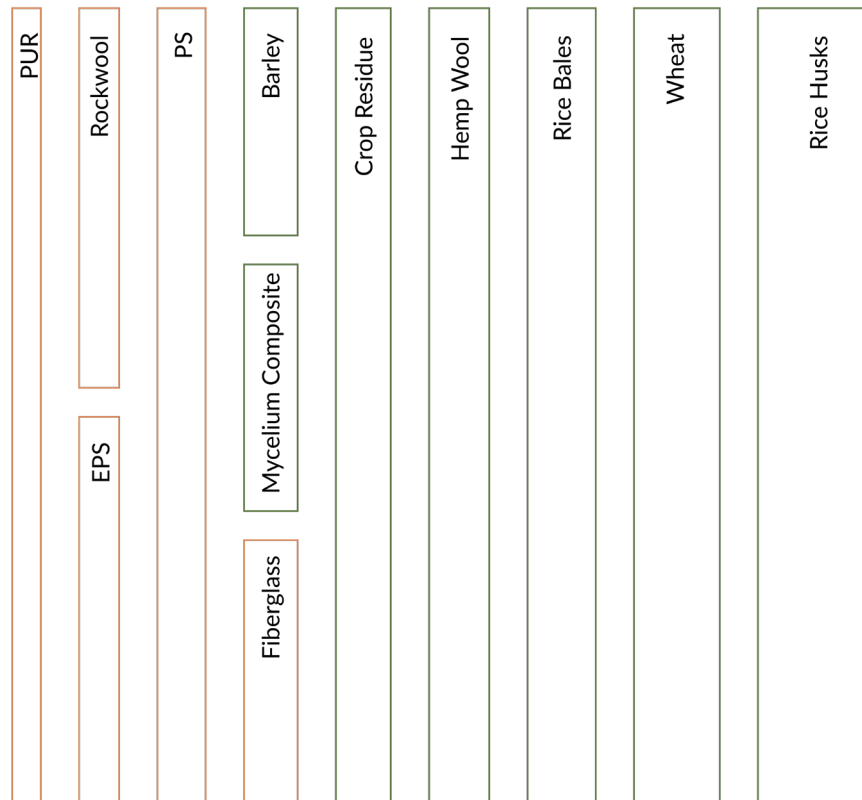 PUR
Rockwool
EPS
PS
Barley
Mycelium Composite
Fiberglass
Crop Residue
Hemp Wool
Rice Bales
Wheat
Rice Husks